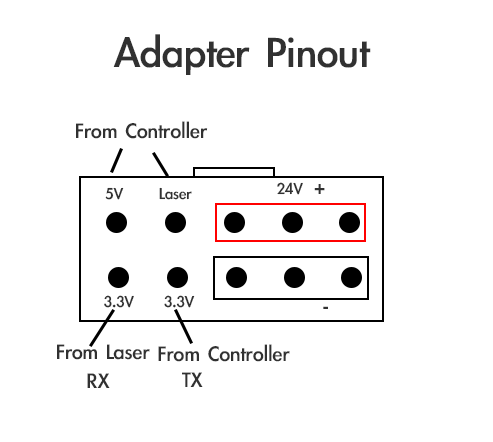 Adapter Pinout
From Controller
5V Laser 24V +
3.3V 3.3V -
From Laser From Controller
RX TX